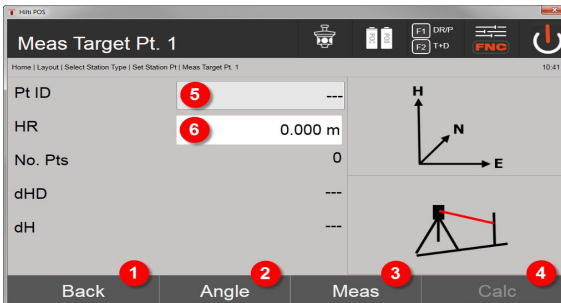 Hilti POS
Meas Target Pt. 1
POC
POS
F1 DR/P
F2 T+D
FNC
Home | Layout | Select Station Type | Set Station Pt | Meas Target Pt. 1
10:41
Pt ID 5 ---
HR 6 0.000 m
No. Pts 0
dHD ---
dH ---
H
N
E
1 2 3 4
Back Angle Meas Calc